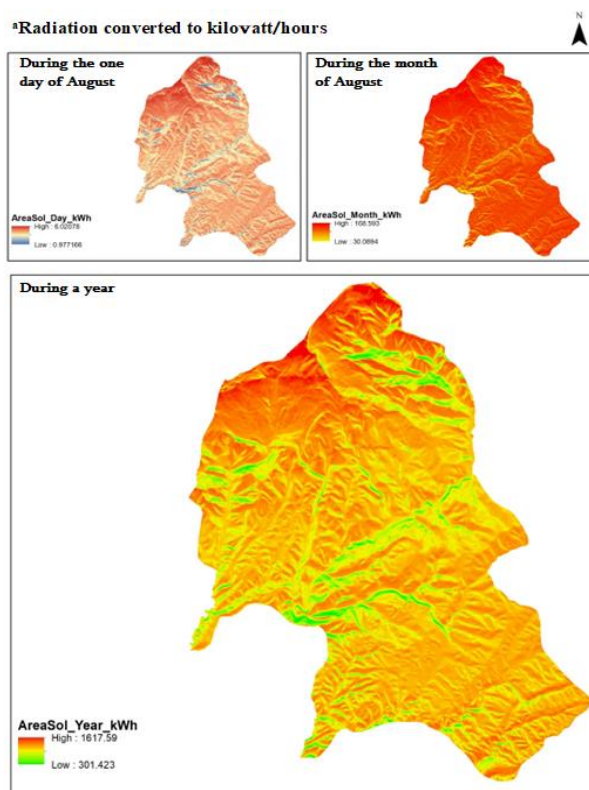 ªRadiation converted to kilowatt/hours
N
During the one
day of August
AreaSol_Day_kWh
High : 6.02078
Low : 0.977166
During the month
of August
AreaSol_Month_kWh
High : 168.593
Low : 30.0894
During a year
AreaSol_Year_kWh
High : 1617.59
Low : 301.423